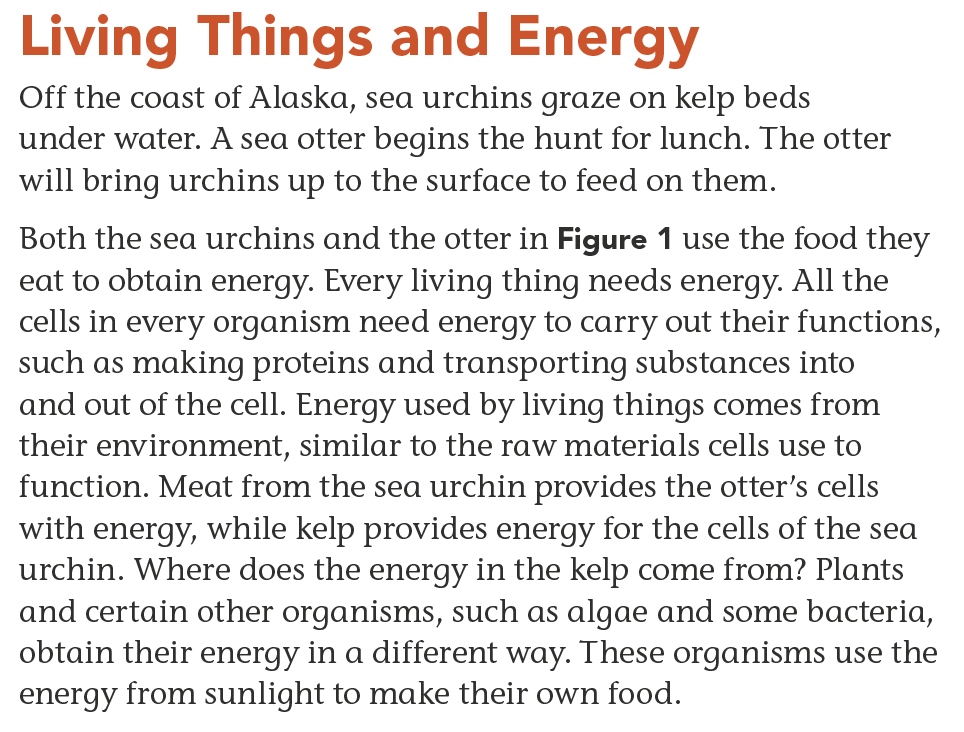 Living Things and Energy
Off the coast of Alaska, sea urchins graze on kelp beds
under water. A sea otter begins the hunt for lunch. The otter
will bring urchins up to the surface to feed on them.
Both the sea urchins and the otter in Figure 1 use the food they
eat to obtain energy. Every living thing needs energy. All the
cells in every organism need energy to carry out their functions,
such as making proteins and transporting substances into
and out of the cell. Energy used by living things comes from
their environment, similar to the raw materials cells use to
function. Meat from the sea urchin provides the otter’s cells
with energy, while kelp provides energy for the cells of the sea
urchin. Where does the energy in the kelp come from? Plants
and certain other organisms, such as algae and some bacteria,
obtain their energy in a different way. These organisms use the
energy from sunlight to make their own food.